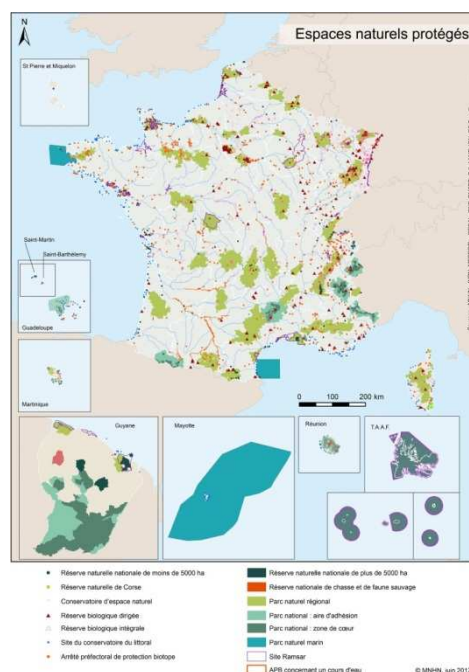 Espaces naturels protégés
N
St Pierre et Miquelon
Saint-Martin
Saint-Barthélemy
Guadeloupe
Martinique
0 100 200 km
Guyane
Mayotte
Réunion
T.A.A.F.
Réserve naturelle nationale de moins de 5000 ha
Réserve naturelle de Corse
Conservatoire d'espace naturel
Réserve biologique dirigée
Réserve biologique intégrale
Site du conservatoire du littoral
Arrêté préfectoral de protection biotope
Réserve naturelle nationale de plus de 5000 ha
Réserve nationale de chasse et de faune sauvage
Parc naturel régional
Parc national : aire d'adhésion
Parc national : zone de cœur
Parc naturel marin
Site Ramsar
APB concernant un cours d'eau
© MNHN, juin